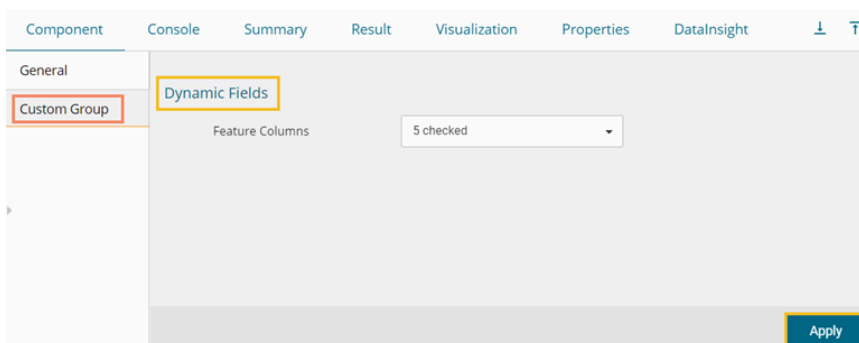 Component Console Summary Result Visualization Properties DataInsight
General
Custom Group
Dynamic Fields
Feature Columns 5 checked
Apply